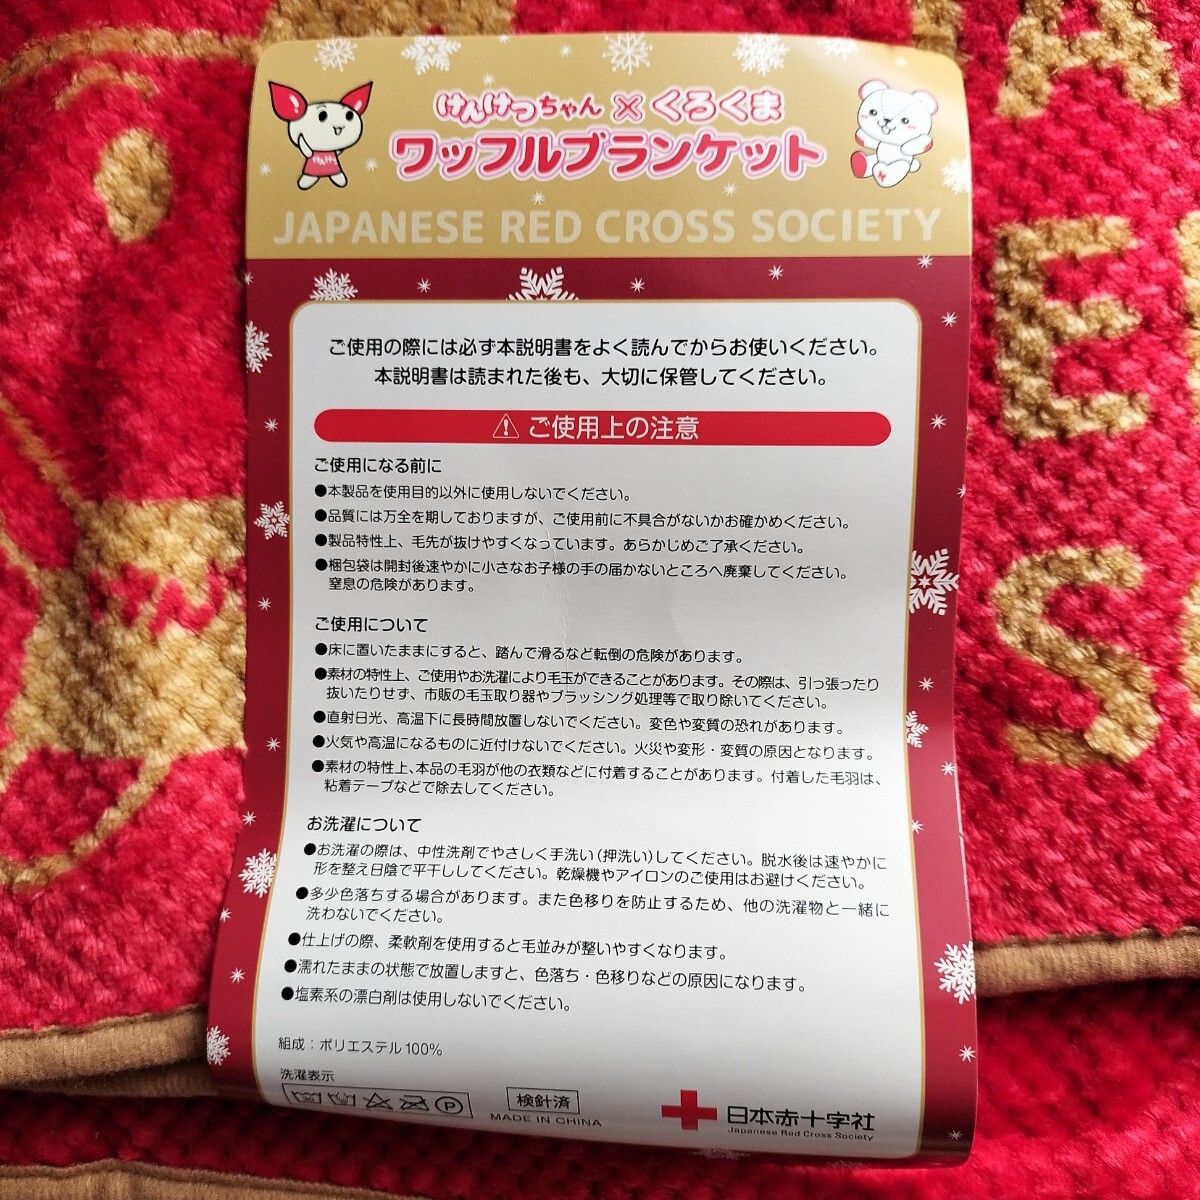 けんけつちゃん×くろくま
ワッフルブランケット
JAPANESE RED CROSS SOCIETY
ご使用の際には必ず本説明書をよく読んでからお使いください。
本説明書は読まれた後も、大切に保管してください。
⚠ご使用上の注意
ご使用になる前に
●本製品を使用目的以外に使用しないでください。
●品質には万全を期しておりますが、ご使用前に不具合がないかお確かめください。
●製品特性上、毛先が抜けやすくなっています。あらかじめご了承ください。
●梱包袋は開封後速やかに小さなお子様の手の届かないところへ廃棄してください。
窒息の危険があります。
ご使用について
●床に置いたままにすると、踏んで滑るなど転倒の危険があります。
●素材の特性上、ご使用やお洗濯により毛玉ができることがあります。その際は、引っ張ったり
抜いたりせず、市販の毛玉取り器やブラッシング処理等で取り除いてください。
●直射日光、高温下に長時間放置しないでください。変色や変質の恐れがあります。
●火気や高温になるものに近付けないでください。火災や変形・変質の原因となります。
●素材の特性上、本品の毛羽が他の衣類などに付着することがあります。付着した毛羽は、
粘着テープなどで除去してください。
お洗濯について
●お洗濯の際は、中性洗剤でやさしく手洗い(押洗い)してください。脱水後は速やかに
形を整え日陰で平干ししてください。乾燥機やアイロンのご使用はお避けください。
●多少色落ちする場合があります。また色移りを防止するため、他の洗濯物と一緒に
洗わないでください。
●仕上げの際、柔軟剤を使用すると毛並みが整いやすくなります。
●濡れたままの状態で放置しますと、色落ち・色移りなどの原因になります。
●塩素系の漂白剤は使用しないでください。
組成：ポリエステル100%
洗濯表示
P
検針済
MADE IN CHINA
日本赤十字社
Japanese Red Cross Society
A
E
S